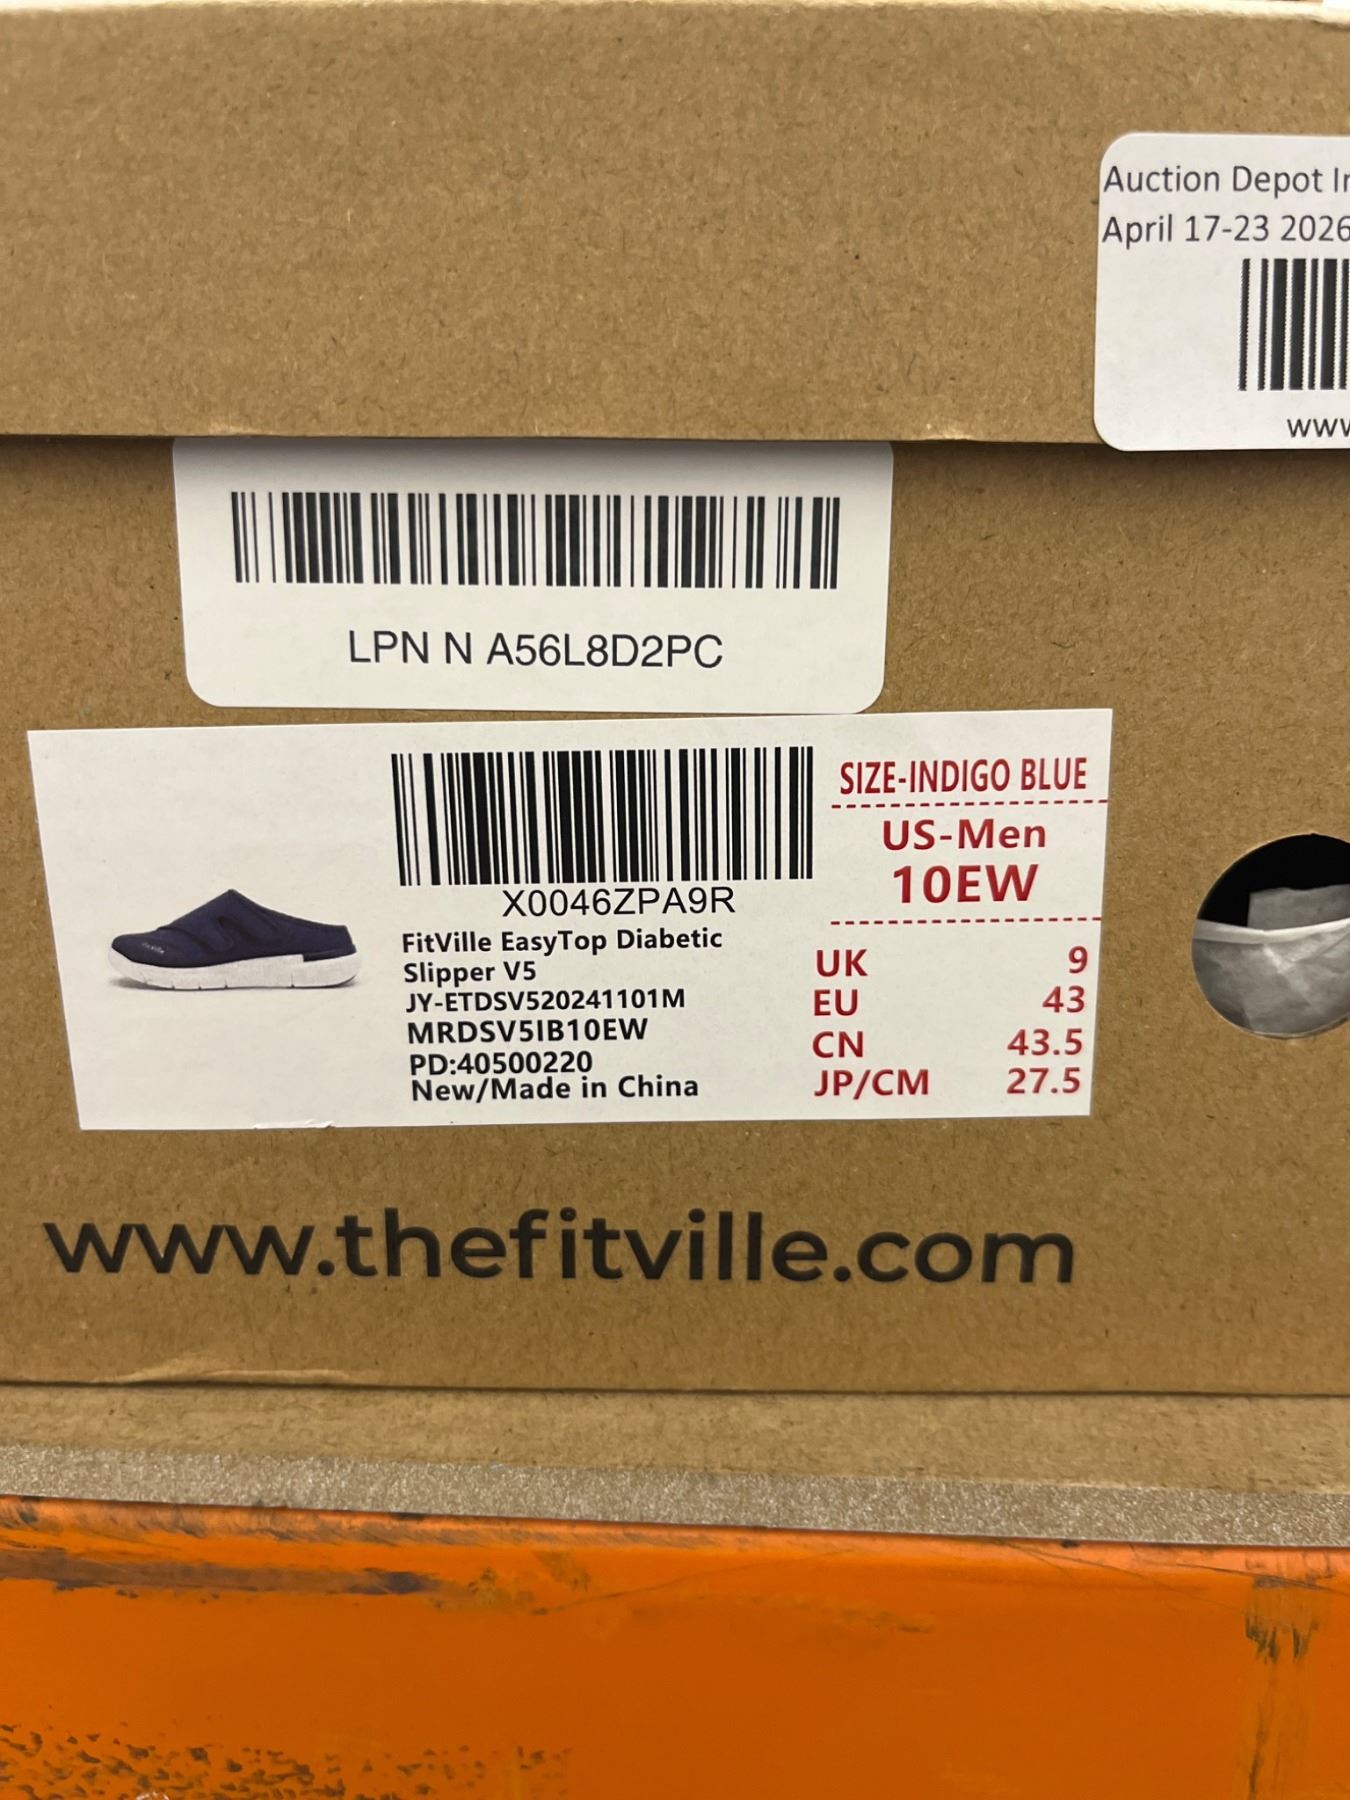 Auction Depot
April 17-23 2026
LPN N A56L8D2PC
X0046ZPA9R
FitVille EasyTop Diabetic
Slipper V5
JY-ETDSV520241101M
MRDSV5IB10EW
PD:40500220
New/Made in China
SIZE-INDIGO BLUE
US-Men
10EW
UK 9
EU 43
CN 43.5
JP/CM 27.5
www.thefitville.com